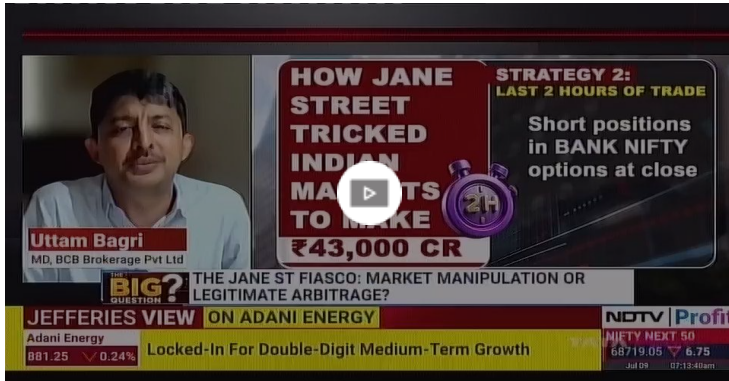 HOW JANE
STREET
TRICKED
INDIAN
TO MAKE
₹43,000 CR
STRATEGY 2:
LAST 2 HOURS OF TRADE
Short positions
in BANK NIFTY
options at close
2H
Uttam Bagri
MD, BCB Brokerage Pvt Ltd
THE
BIG?
QUESTION
THE JANE ST FIASCO: MARKET MANIPULATION OR
LEGITIMATE ARBITRAGE?
JEFFERIES VIEW ON ADANI ENERGY
NDTV Profit
Adani Energy
881.25 0.24%
Locked-In For Double-Digit Medium-Term Growth
NIFTY NEXT 50
68719.05 6.75
Jul 09 07:13:40am